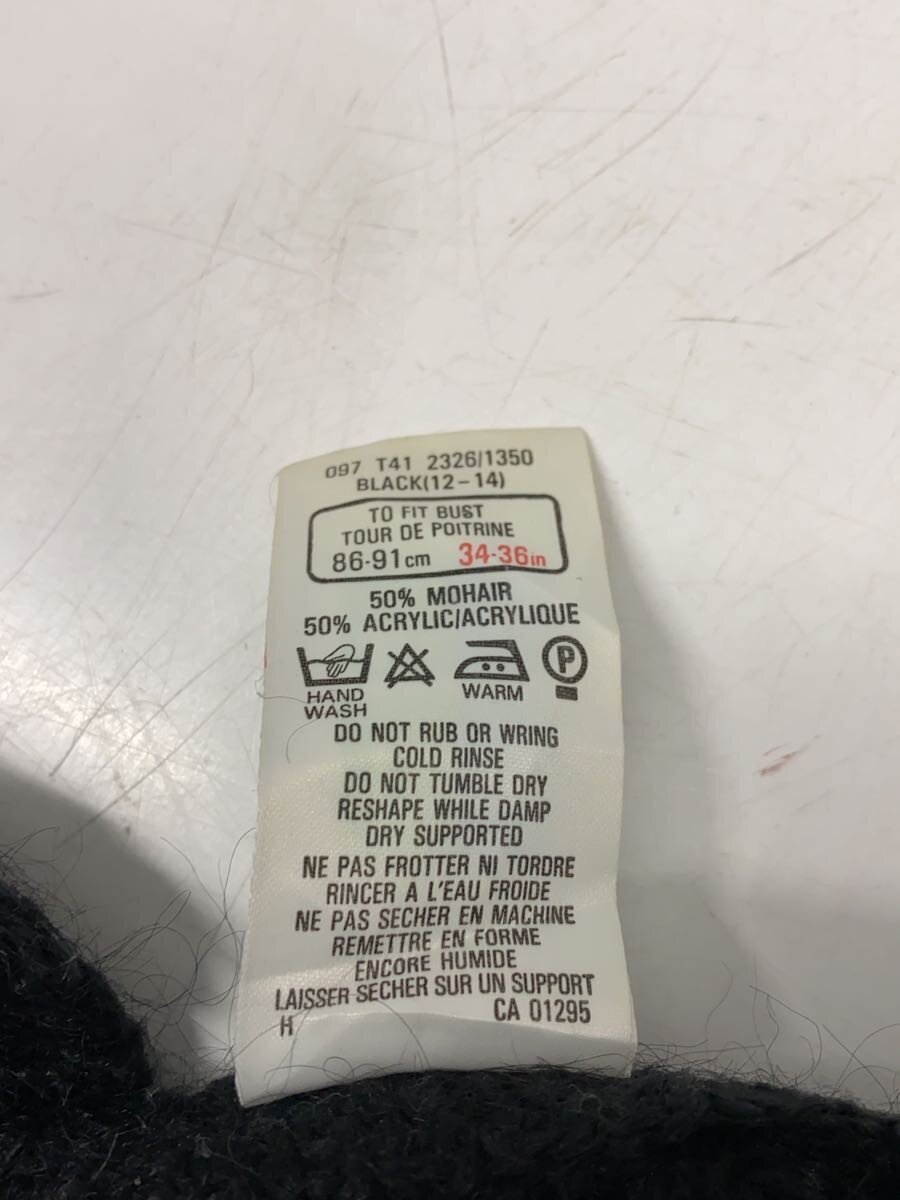 097 T41 2326/1350
BLACK(12-14)
TO FIT BUST
TOUR DE POITRINE
86-91cm 34-36in
50% MOHAIR
50% ACRYLIC/ACRYLIQUE
P
HAND WARM
WASH
DO NOT RUB OR WRING
COLD RINSE
DO NOT TUMBLE DRY
RESHAPE WHILE DAMP
DRY SUPPORTED
NE PAS FROTTER NI TORDRE
RINCER A L'EAU FROIDE
NE PAS SECHER EN MACHINE
REMETTRE EN FORME
ENCORE HUMIDE
LAISSER SECHER SUR UN SUPPORT
H CA 01295